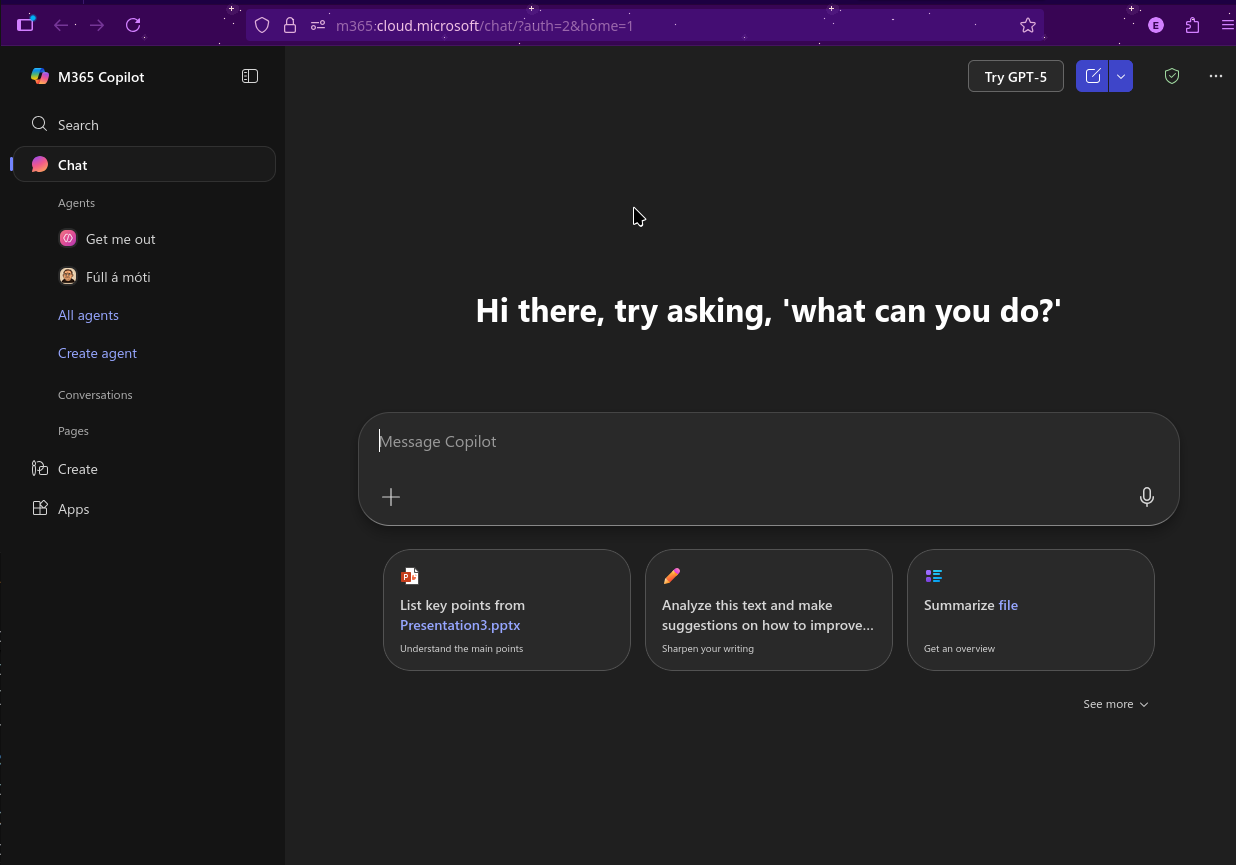 m365.cloud.microsoft/chat/?auth=2&home=1
E
M365 Copilot
Try GPT-5
Search
Chat
Agents
Get me out
Fúll á móti
All agents
Create agent
Conversations
Pages
Create
Apps
Hi there, try asking, 'what can you do?'
Message Copilot
List key points from
Presentation3.pptx
Understand the main points
Analyze this text and make
suggestions on how to improve...
Sharpen your writing
Summarize file
Get an overview
See more